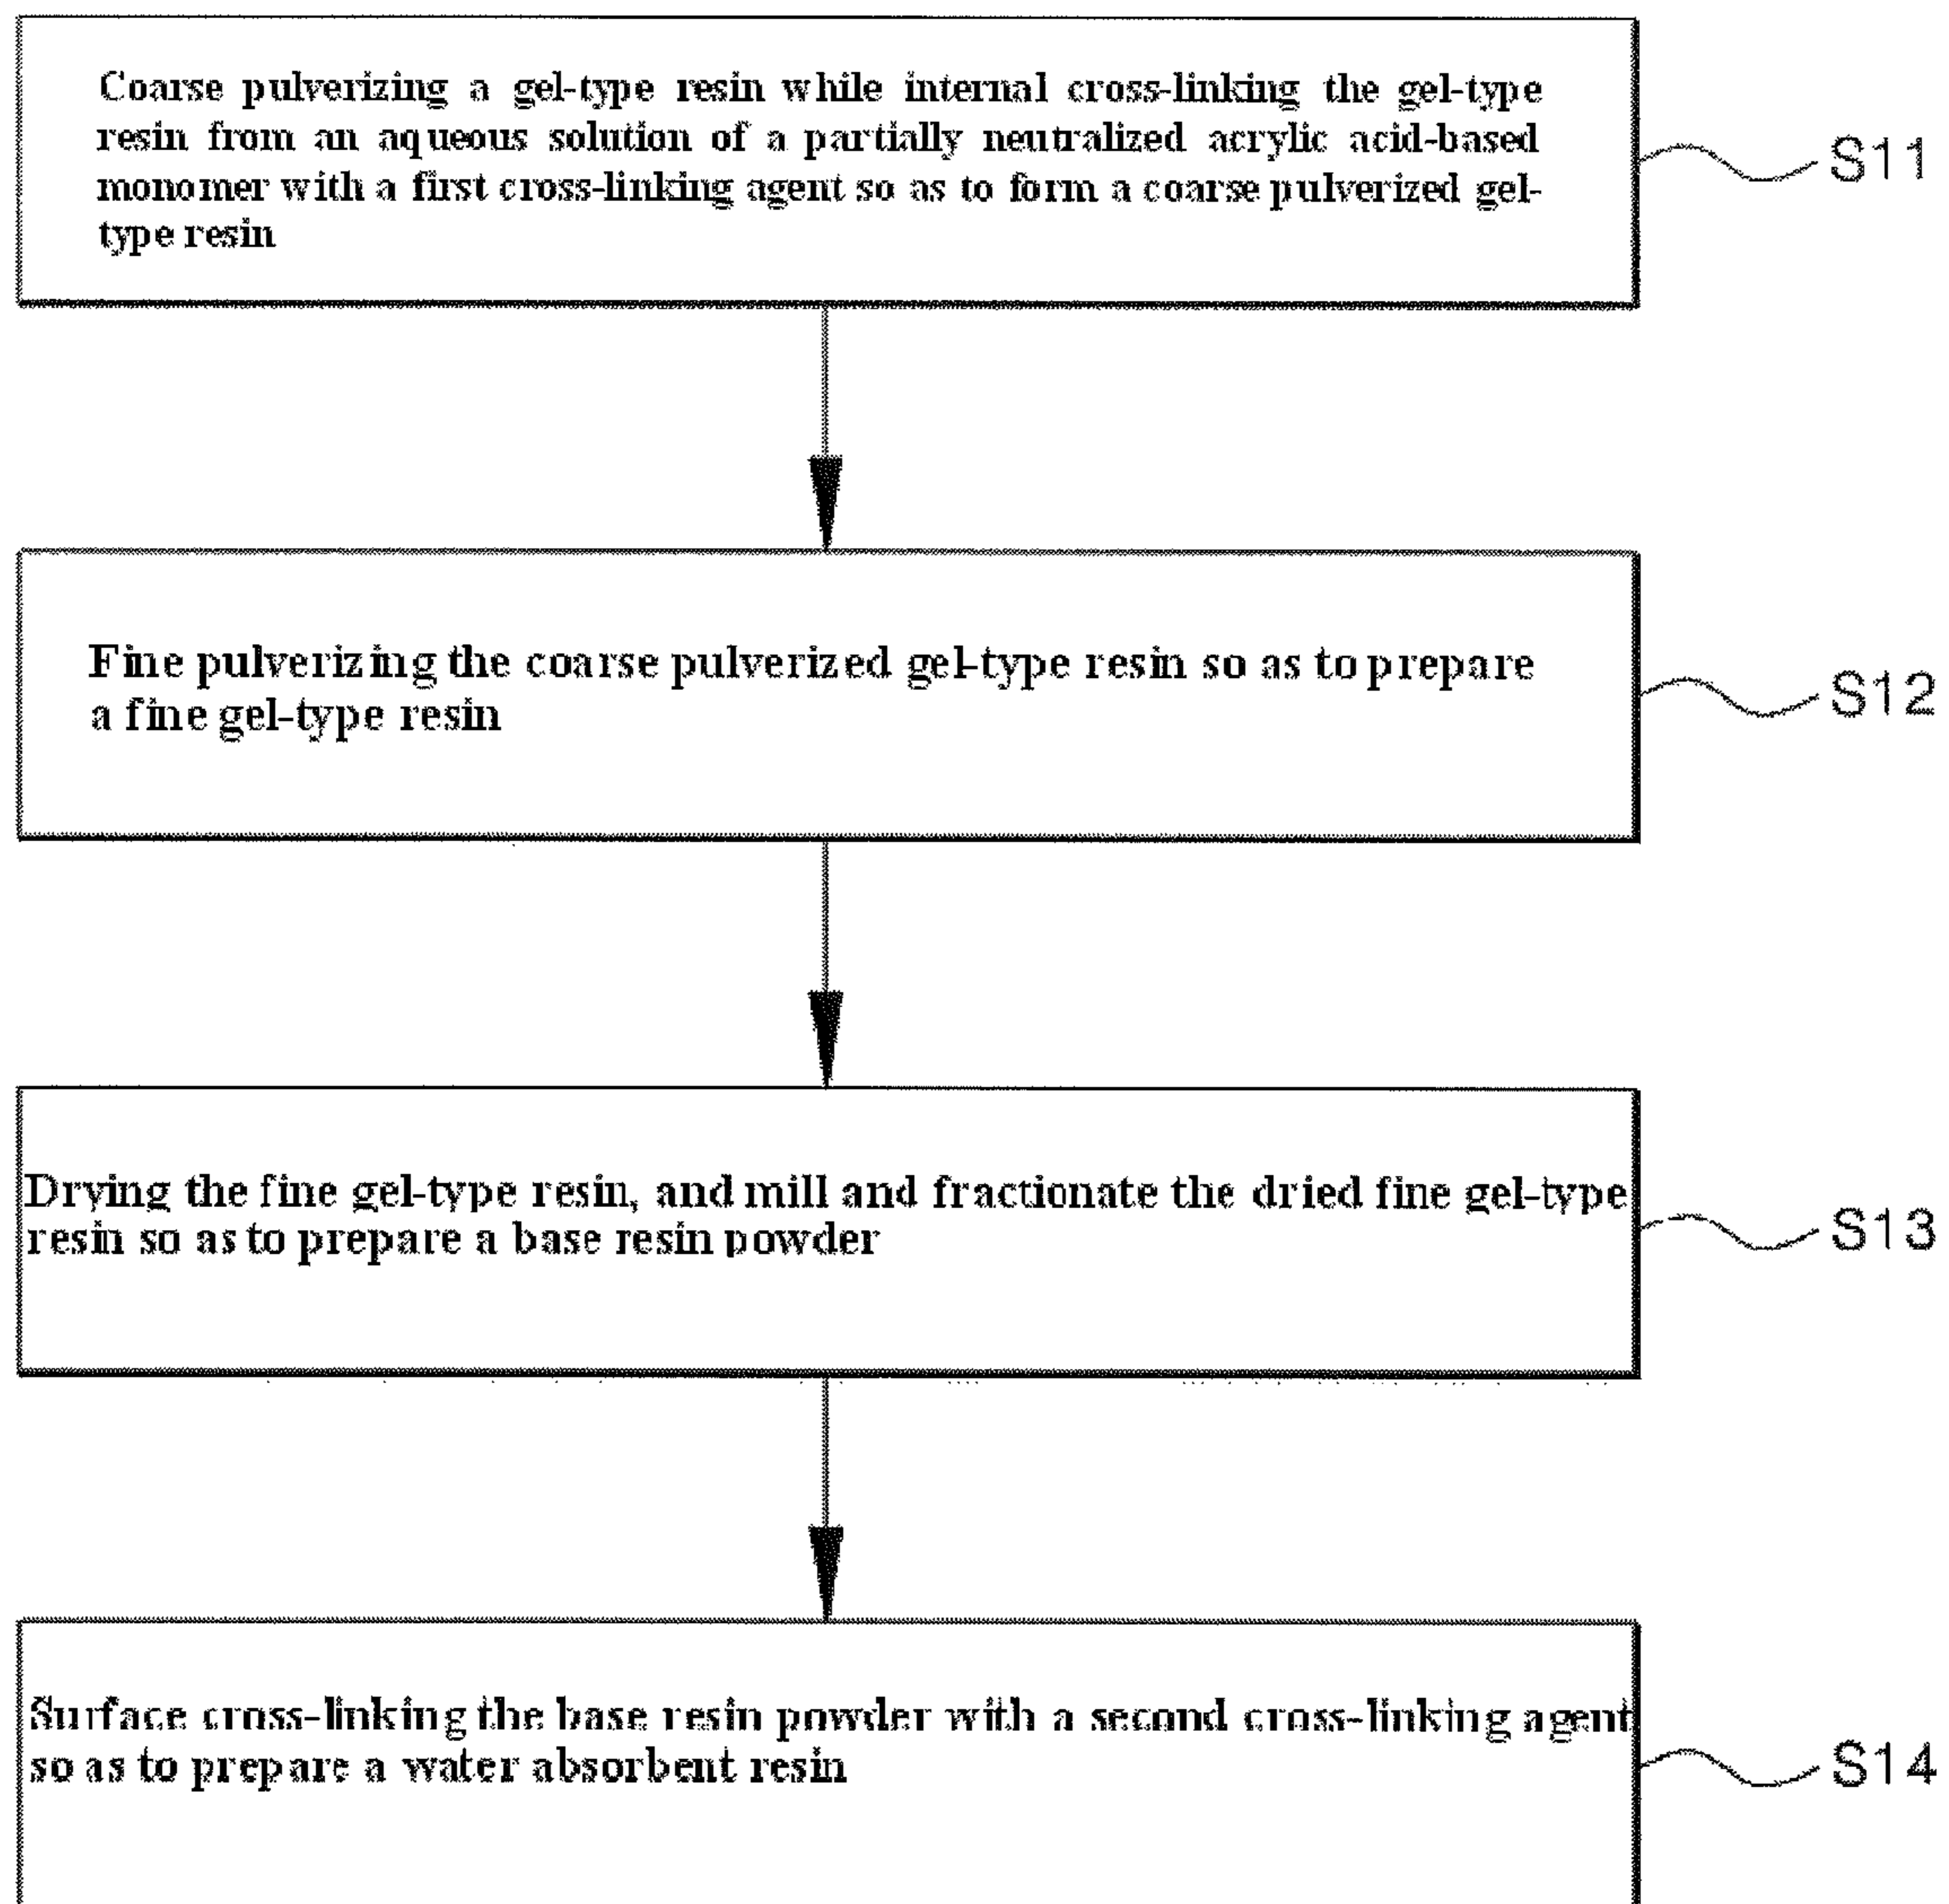 Coarse pulverizing a gel-type resin while internal cross-linking the gel-type
resin from an aqueous solution of a partially neutralized acrylic acid-based
monomer with a first cross-linking agent so as to form a coarse pulverized gel-
type resin
S11
Fine pulverizing the coarse pulverized gel-type resin so as to prepare
a fine gel-type resin
S12
Drying the fine gel-type resin, and mill and fractionate the dried fine gel-type
resin so as to prepare a base resin powder
S13
Surface cross-linking the base resin powder with a second cross-linking agent
so as to prepare a water absorbent resin
S14